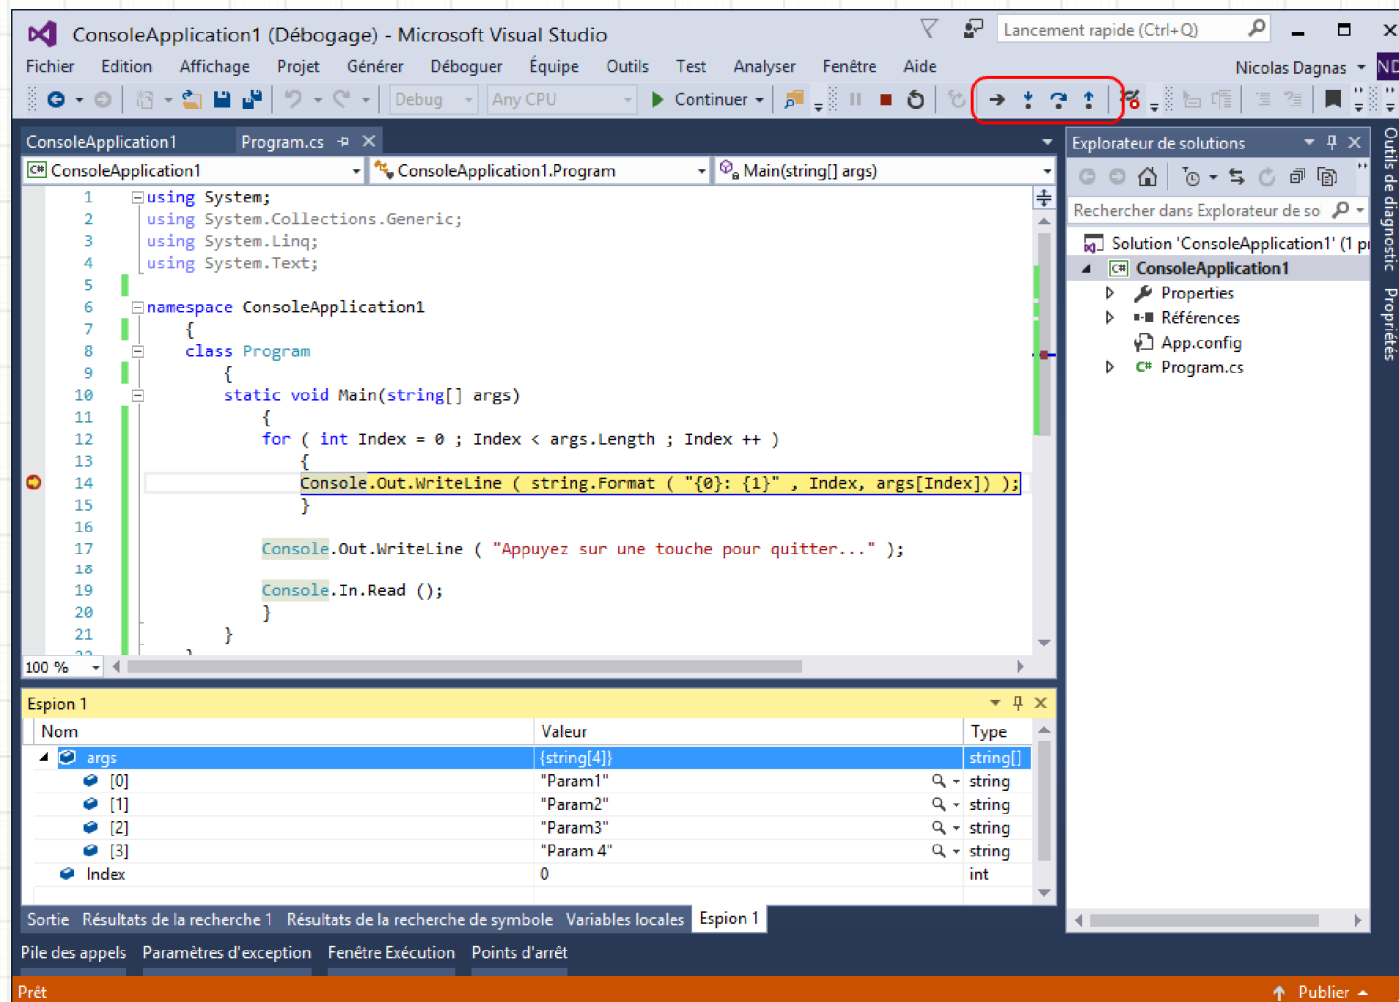 ConsoleApplication1 (Débogage) - Microsoft Visual Studio
Lancement rapide (Ctrl+Q)
Fichier Edition Affichage Projet Générer Déboguer Équipe Outils Test Analyser Fenêtre Aide
Nicolas Dagnas
ND
Debug Any CPU Continuer
ConsoleApplication1 Program.cs
C# ConsoleApplication1 ConsoleApplication1.Program Main(string[] args)
1 using System;
2 using System.Collections.Generic;
3 using System.Linq;
4 using System.Text;
5
6 namespace ConsoleApplication1
7 {
8 class Program
9 {
10 static void Main(string[] args)
11 {
12 for ( int Index = 0 ; Index < args.Length ; Index ++ )
13 {
14 Console.Out.WriteLine ( string.Format ( "{0}: {1}" , Index, args[Index]) );
15 }
16
17 Console.Out.WriteLine ( "Appuyez sur une touche pour quitter..." );
18
19 Console.In.Read ();
20 }
21 }
100 %
Explorateur de solutions
Rechercher dans Explorateur de so
Solution 'ConsoleApplication1' (1
C# ConsoleApplication1
Properties
Références
App.config
C# Program.cs
Outils de diagnostic
Propriétés
Espion 1
Nom Valeur Type
args {string[4]} string[]
[0] "Param1" string
[1] "Param2" string
[2] "Param3" string
[3] "Param 4" string
Index 0 int
Sortie Résultats de la recherche 1 Résultats de la recherche de symbole Variables locales Espion 1
Pile des appels Paramètres d'exception Fenêtre Exécution Points d'arrêt
Prêt
Publier